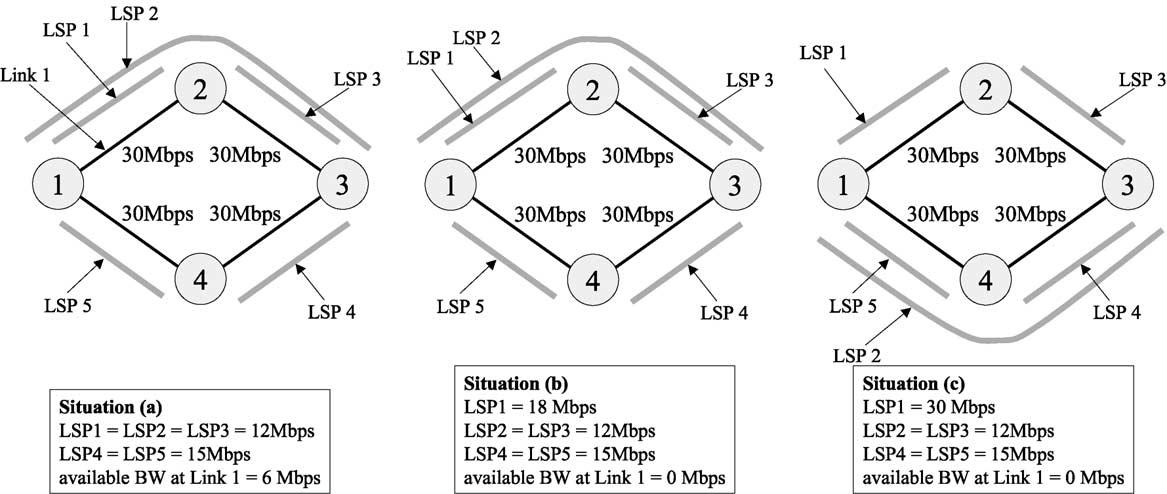 LSP 2
LSP 1
Link 1
LSP 3
2
30Mbps 30Mbps
1
3
30Mbps 30Mbps
4
LSP 5
LSP 4
Situation (a)
LSP1 = LSP2 = LSP3 = 12Mbps
LSP4 = LSP5 = 15Mbps
available BW at Link 1 = 6 Mbps
LSP 2
LSP 1
LSP 3
2
30Mbps 30Mbps
1
3
30Mbps 30Mbps
4
LSP 5
LSP 4
Situation (b)
LSP1 = 18 Mbps
LSP2 = LSP3 = 12Mbps
LSP4 = LSP5 = 15Mbps
available BW at Link 1 = 0 Mbps
LSP 1
LSP 3
2
30Mbps 30Mbps
1
3
30Mbps 30Mbps
4
LSP 5
LSP 4
LSP 2
Situation (c)
LSP1 = 30 Mbps
LSP2 = LSP3 = 12Mbps
LSP4 = LSP5 = 15Mbps
available BW at Link 1 = 0 Mbps